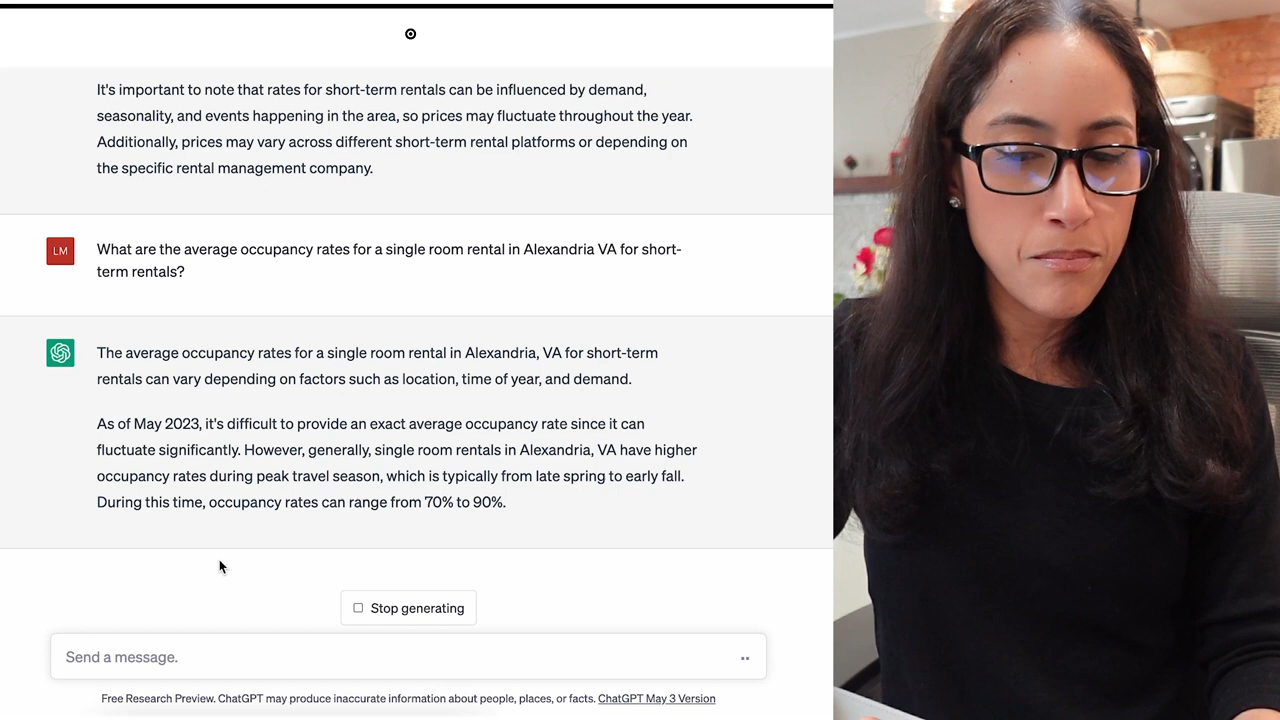 It's important to note that rates for short-term rentals can be influenced by demand,
seasonality, and events happening in the area, so prices may fluctuate throughout the year.
Additionally, prices may vary across different short-term rental platforms or depending on
the specific rental management company.
LM
What are the average occupancy rates for a single room rental in Alexandria VA for short-
term rentals?
The average occupancy rates for a single room rental in Alexandria, VA for short-term
rentals can vary depending on factors such as location, time of year, and demand.
As of May 2023, it's difficult to provide an exact average occupancy rate since it can
fluctuate significantly. However, generally, single room rentals in Alexandria, VA have higher
occupancy rates during peak travel season, which is typically from late spring to early fall.
During this time, occupancy rates can range from 70% to 90%.
Stop generating
Send a message.
Free Research Preview. ChatGPT may produce inaccurate information about people, places, or facts. ChatGPT May 3 Version